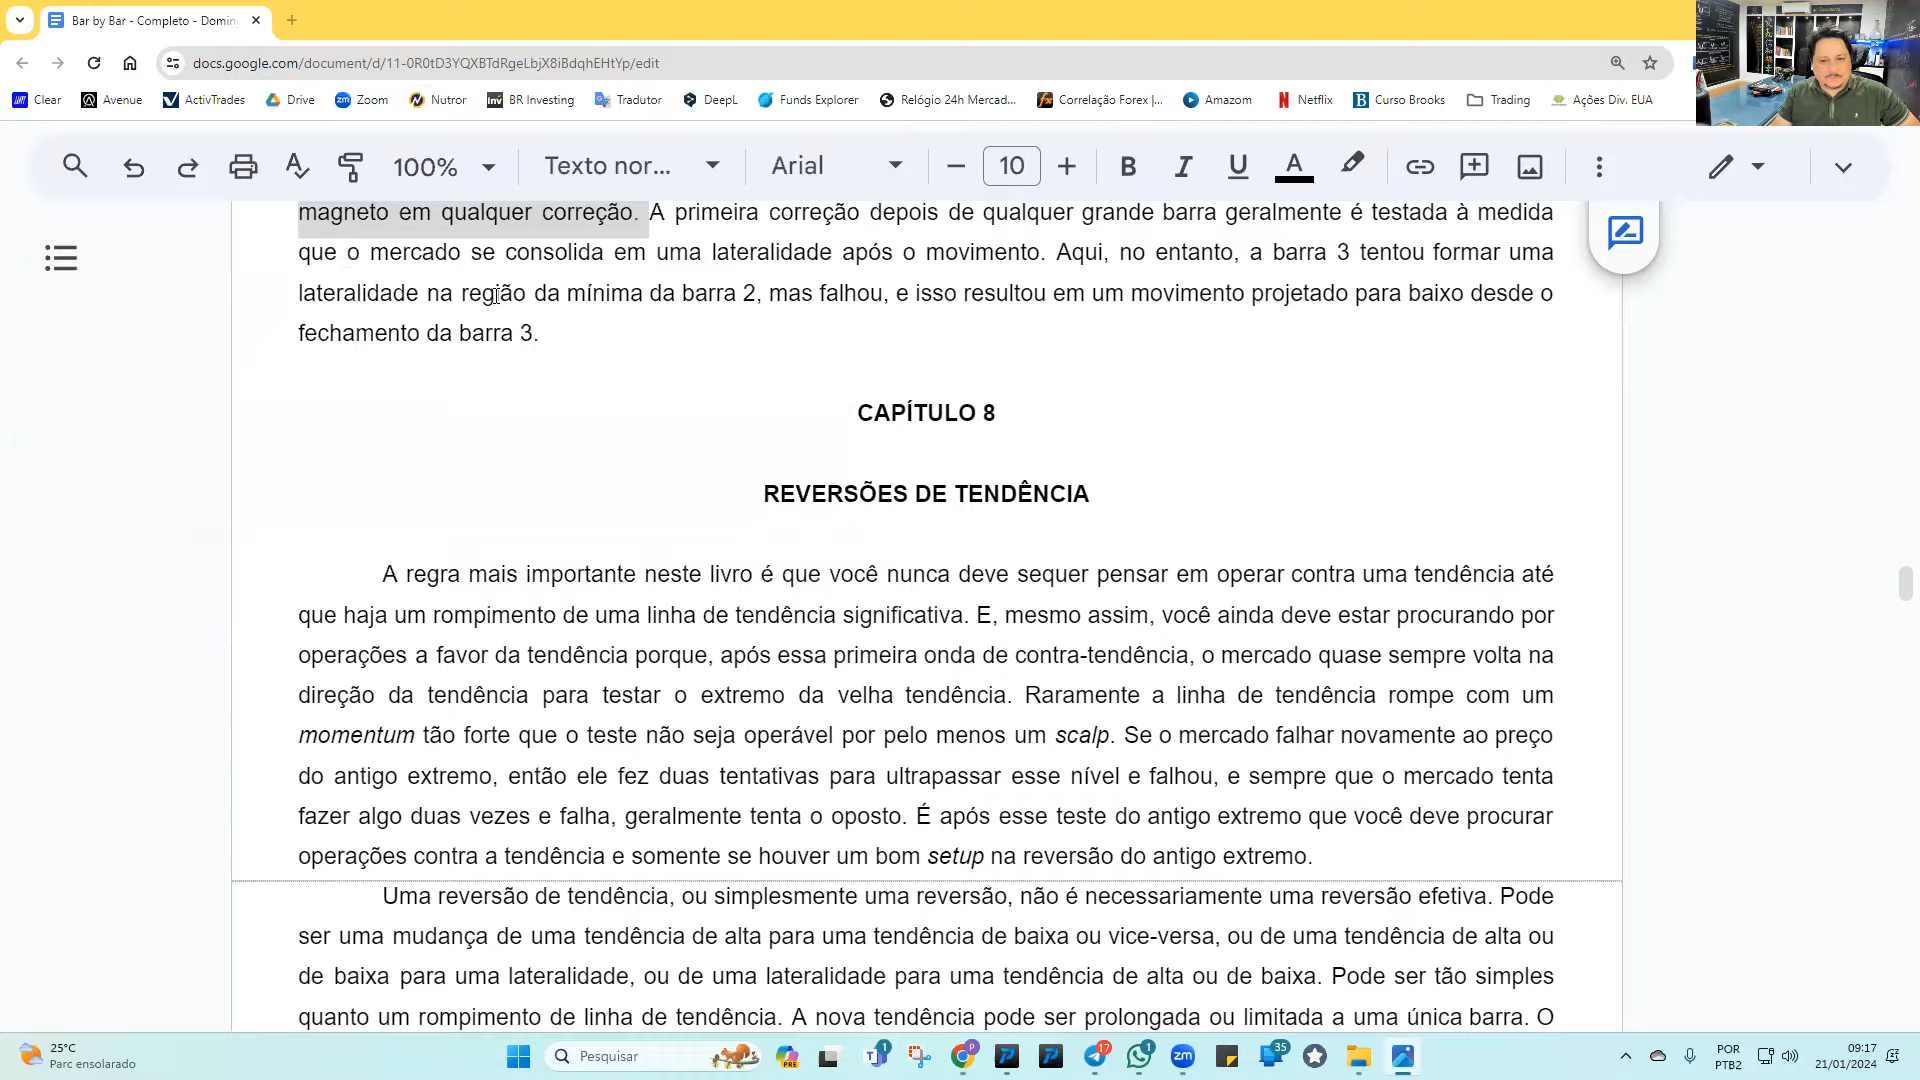 Bar by Bar - Completo - Domin
docs.google.com/document/d/11-0R0tD3YQXBTdRgeLbjX8iBdqhEHtYp/edit
Clear Avenue ActivTrades Drive Zoom Nutror BR Investing Tradutor DeepL Funds Explorer Relógio 24h Mercad... Correlação Forex |... Amazom Netflix Curso Brooks Trading Ações Div. EUA
100% Texto nor... Arial 10
magneto em qualquer correção. A primeira correção depois de qualquer grande barra geralmente é testada à medida
que o mercado se consolida em uma lateralidade após o movimento. Aqui, no entanto, a barra 3 tentou formar uma
lateralidade na região da mínima da barra 2, mas falhou, e isso resultou em um movimento projetado para baixo desde o
fechamento da barra 3.
CAPÍTULO 8
REVERSÕES DE TENDÊNCIA
A regra mais importante neste livro é que você nunca deve sequer pensar em operar contra uma tendência até
que haja um rompimento de uma linha de tendência significativa. E, mesmo assim, você ainda deve estar procurando por
operações a favor da tendência porque, após essa primeira onda de contra-tendência, o mercado quase sempre volta na
direção da tendência para testar o extremo da velha tendência. Raramente a linha de tendência rompe com um
momentum tão forte que o teste não seja operável por pelo menos um scalp. Se o mercado falhar novamente ao preço
do antigo extremo, então ele fez duas tentativas para ultrapassar esse nível e falhou, e sempre que o mercado tenta
fazer algo duas vezes e falha, geralmente tenta o oposto. É após esse teste do antigo extremo que você deve procurar
operações contra a tendência e somente se houver um bom setup na reversão do antigo extremo.
Uma reversão de tendência, ou simplesmente uma reversão, não é necessariamente uma reversão efetiva. Pode
ser uma mudança de uma tendência de alta para uma tendência de baixa ou vice-versa, ou de uma tendência de alta ou
de baixa para uma lateralidade, ou de uma lateralidade para uma tendência de alta ou de baixa. Pode ser tão simples
quanto um rompimento de linha de tendência. A nova tendência pode ser prolongada ou limitada a uma única barra. O
25°C
Parc ensolarado
Pesquisar
POR
PTB2
09:17
21/01/2024